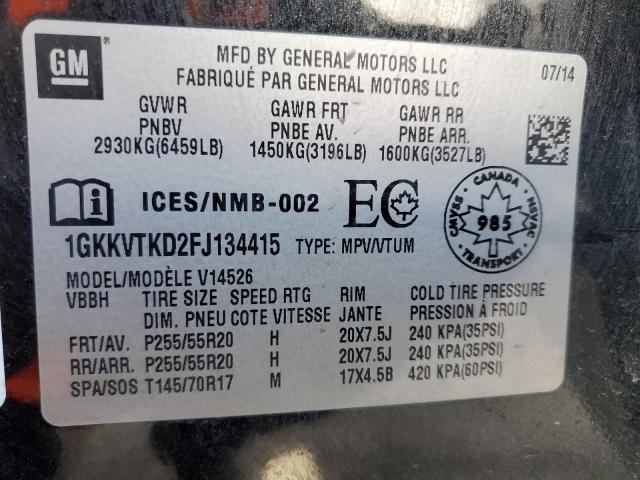 GM
MFD BY GENERAL MOTORS LLC
FABRIQUÉ PAR GENERAL MOTORS LLC
07/14
GVWR GAWR FRT GAWR RR
PNBV PNBE AV. PNBE ARR.
2930KG(6459LB) 1450KG(3196LB) 1600KG(3527LB)
ICES/NMB-002 EC
CANADA
CMVSS 985 NSVAC
1GKKVTKD2FJ134415 TYPE: MPV/VTUM
MODEL/MODÈLE V14526
VBBH TIRE SIZE SPEED RTG RIM COLD TIRE PRESSURE
DIM. PNEU COTE VITESSE JANTE PRESSION À FROID
FRT/AV. P255/55R20 H 20X7.5J 240 KPA(35PSI)
RR/ARR. P255/55R20 H 20X7.5J 240 KPA(35PSI)
SPA/SOS T145/70R17 M 17X4.5B 420 KPA(60PSI)